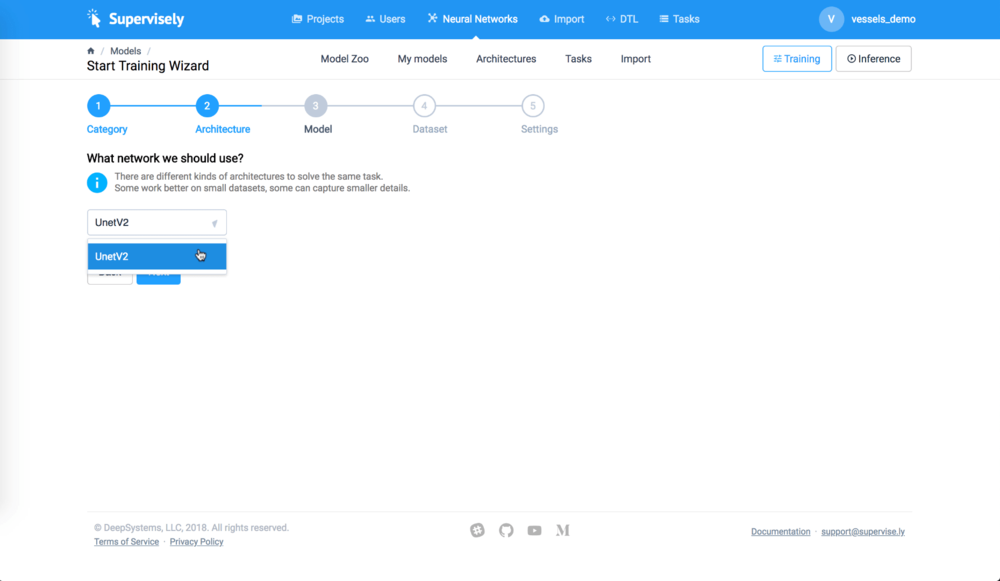 Supervisely
Projects
Users
Neural Networks
Import
DTL
Tasks
V
vessels_demo
/ Models /
Start Training Wizard
Model Zoo
My models
Architectures
Tasks
Import
Training
Inference
1
2
3
4
5
Category
Architecture
Model
Dataset
Settings
What network we should use?
There are different kinds of architectures to solve the same task.
Some work better on small datasets, some can capture smaller details.
UnetV2
UnetV2
© DeepSystems, LLC, 2018. All rights reserved.
Terms of Service · Privacy Policy
Documentation · support@supervise.ly